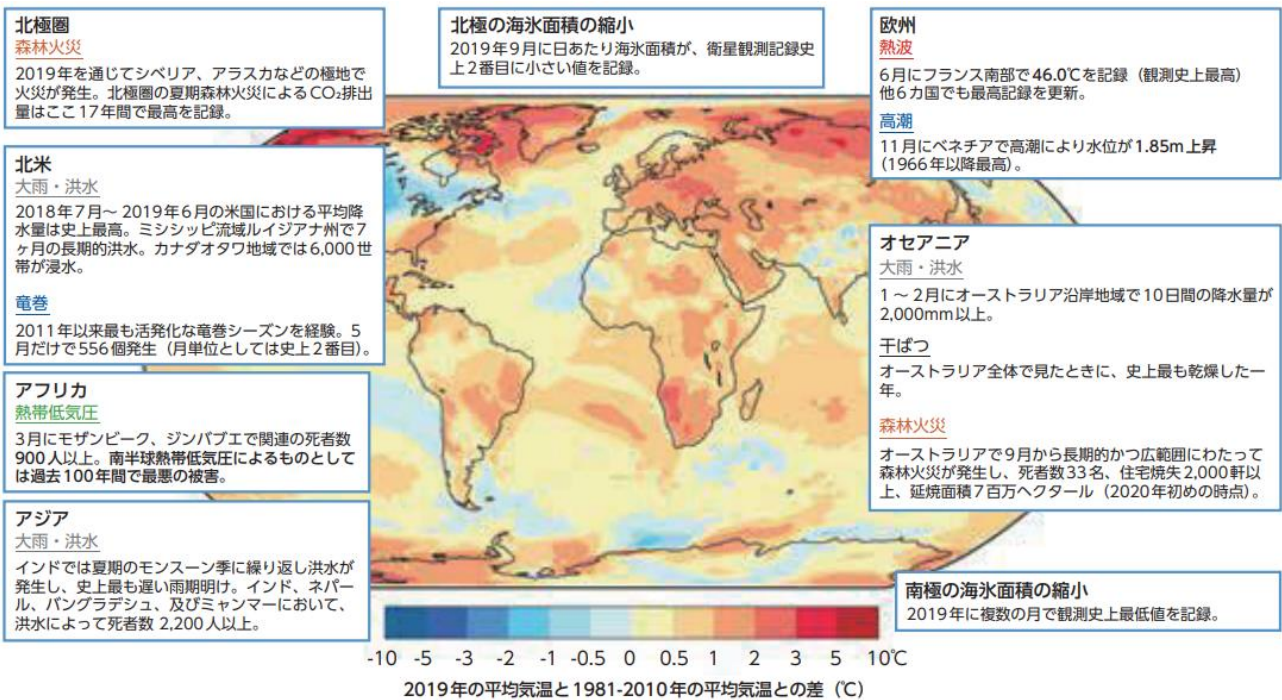 北極圏
森林火災
2019年を通じてシベリア、アラスカなどの極地で
火災が発生。北極圏の夏期森林火災によるCO₂排出
量はここ17年間で最高を記録。
北極の海氷面積の縮小
2019年9月に日あたり海氷面積が、衛星観測記録史
上2番目に小さい値を記録。
欧州
熱波
6月にフランス南部で46.0℃を記録（観測史上最高）
他6カ国でも最高記録を更新。
高潮
11月にベネチアで高潮により水位が1.85m上昇
（1966年以降最高）。
北米
大雨・洪水
2018年7月～2019年6月の米国における平均降
水量は史上最高。ミシシッピ流域ルイジアナ州で7
ヶ月の長期的洪水。カナダオタワ地域では6,000世
帯が浸水。
竜巻
2011年以来最も活発化な竜巻シーズンを経験。5
月だけで556個発生（月単位としては史上2番目）。
オセアニア
大雨・洪水
1～2月にオーストラリア沿岸地域で10日間の降水量が
2,000mm以上。
干ばつ
オーストラリア全体で見たときに、史上最も乾燥した一
年。
森林火災
オーストラリアで9月から長期的かつ広範囲にわたって
森林火災が発生し、死者数33名、住宅焼失2,000軒以
上、延焼面積7百万ヘクタール（2020年初めの時点）。
アフリカ
熱帯低気圧
3月にモザンビーク、ジンバブエで関連の死者数
900人以上。南半球熱帯低気圧によるものとして
は過去100年間で最悪の被害。
アジア
大雨・洪水
インドでは夏期のモンスーン季に繰り返し洪水が
発生し、史上最も遅い雨期明け。インド、ネパー
ル、バングラデシュ、及びミャンマーにおいて、
洪水によって死者数 2,200人以上。
南極の海氷面積の縮小
2019年に複数の月で観測史上最低値を記録。
-10 -5 -3 -2 -1 -0.5 0 0.5 1 2 3 5 10℃
2019年の平均気温と1981-2010年の平均気温との差（℃）